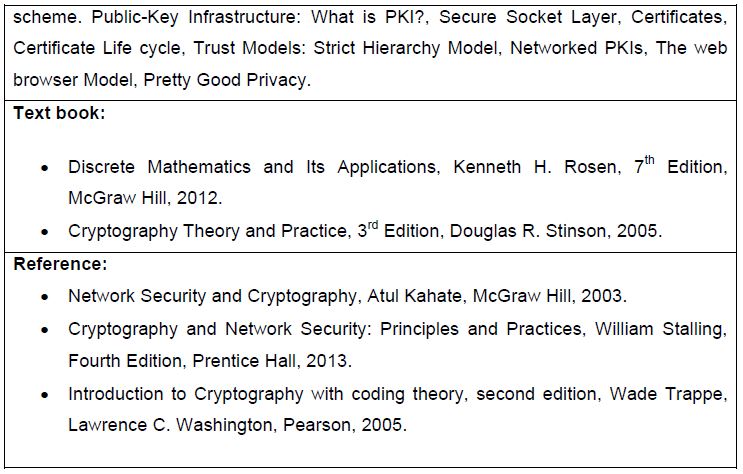 scheme. Public-Key Infrastructure: What is PKI?, Secure Socket Layer, Certificates,
Certificate Life cycle, Trust Models: Strict Hierarchy Model, Networked PKIs, The web
browser Model, Pretty Good Privacy.
Text book:
• Discrete Mathematics and Its Applications, Kenneth H. Rosen, 7th Edition,
McGraw Hill, 2012.
• Cryptography Theory and Practice, 3rd Edition, Douglas R. Stinson, 2005.
Reference:
• Network Security and Cryptography, Atul Kahate, McGraw Hill, 2003.
• Cryptography and Network Security: Principles and Practices, William Stalling,
Fourth Edition, Prentice Hall, 2013.
• Introduction to Cryptography with coding theory, second edition, Wade Trappe,
Lawrence C. Washington, Pearson, 2005.